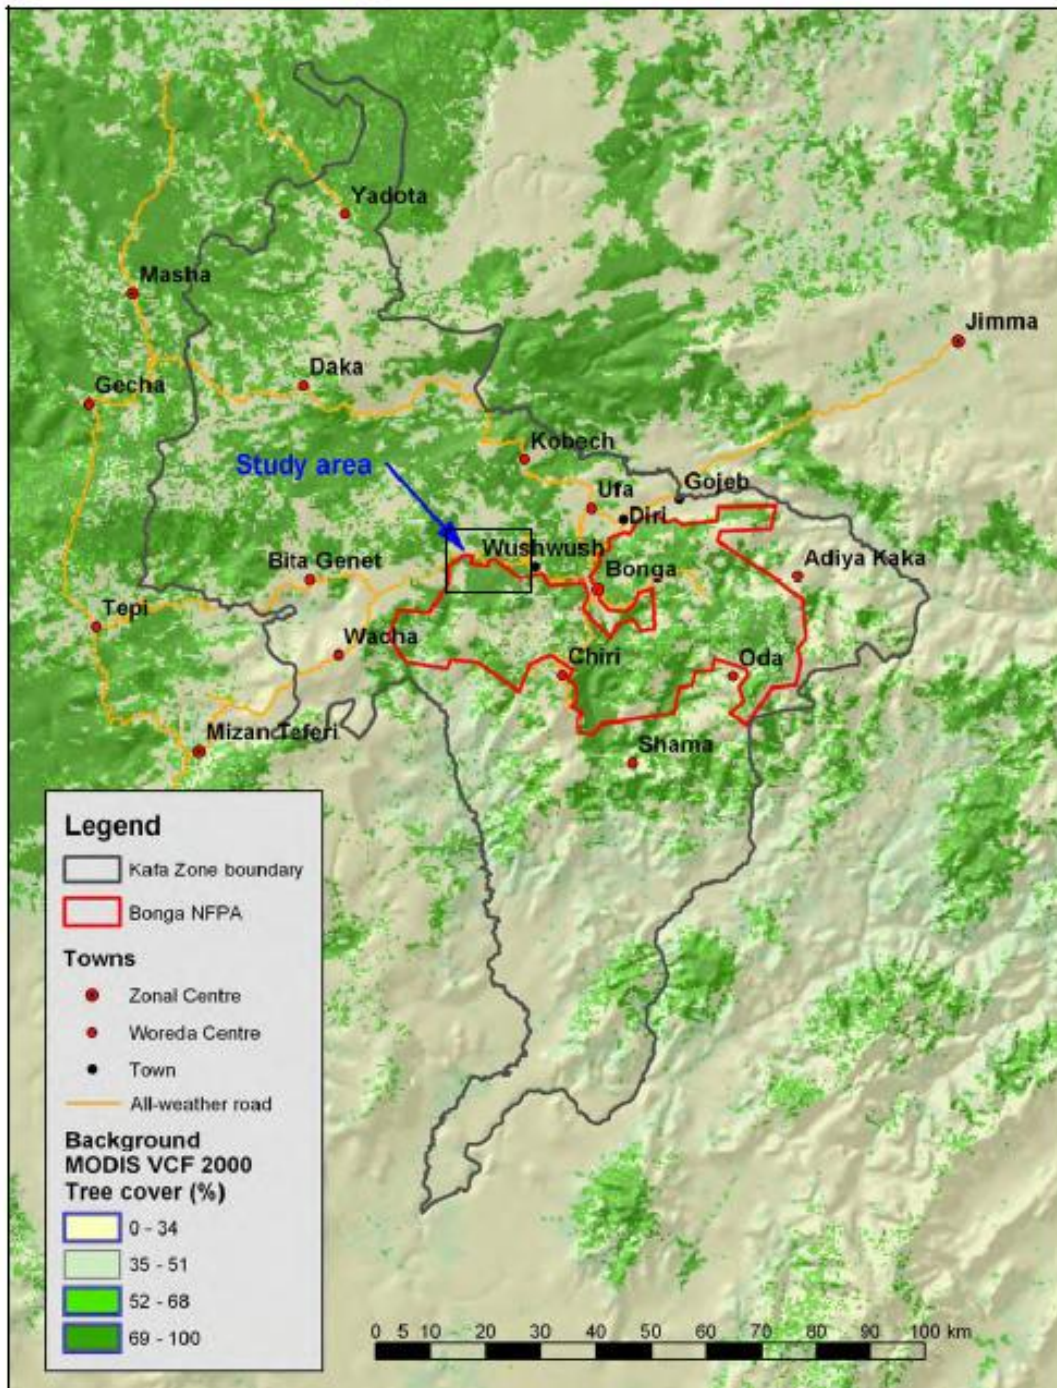 Yadota
Masha
Jimma
Daka
Gecha
Kobech
Study area
Gojeb
Ufa
Diri
Wushwush
Bita Genet
Bonga
Adiya Kaka
Tepi
Wacha
Chiri
Oda
Mizan Teferi
Shama
Legend
Kafa Zone boundary
Bonga NFPA
Towns
Zonal Centre
Woreda Centre
Town
All-weather road
Background
MODIS VCF 2000
Tree cover (%)
0 - 34
35 - 51
52 - 68
69 - 100
0 5 10 20 30 40 50 60 70 80 90 100 km